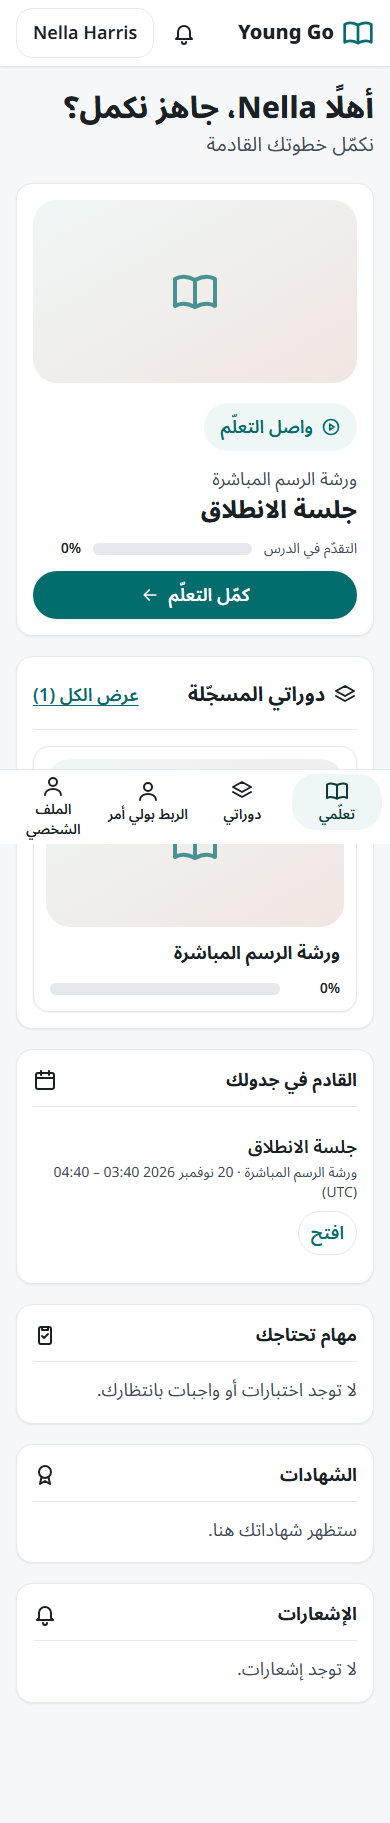 Young Go
Nella Harris
أهلًا Nella، جاهز نكمل؟
نكمّل خطوتك القادمة
واصل التعلّم
ورشة الرسم المباشرة
جلسة الانطلاق
التقدّم في الدرس 0%
كمّل التعلّم ←
دوراتي المسجّلة
عرض الكل (1)
تعلّمي
دوراتي
الربط بولي أمر
الملف
الشخصي
ورشة الرسم المباشرة
0%
القادم في جدولك
جلسة الانطلاق
ورشة الرسم المباشرة · 20 نوفمبر 2026 03:40 – 04:40
(UTC)
افتح
مهام تحتاجك
لا توجد اختبارات أو واجبات بانتظارك.
الشهادات
ستظهر شهاداتك هنا.
الإشعارات
لا توجد إشعارات.